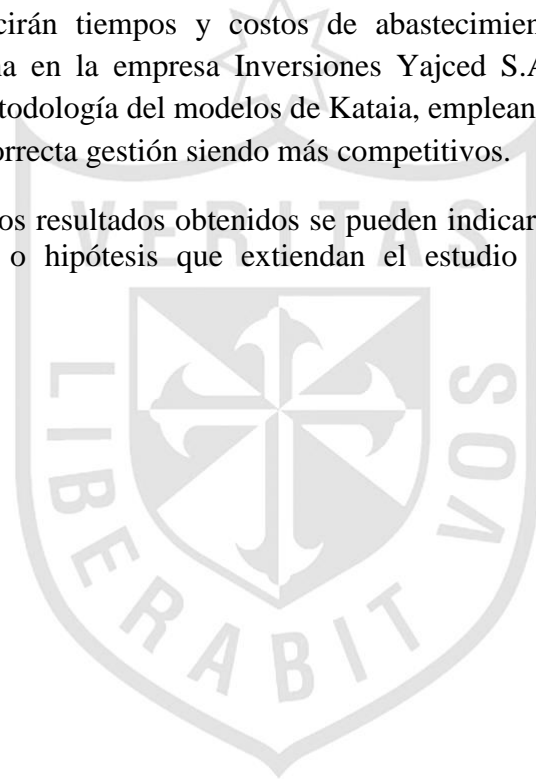 cirán tiempos y costos de abastecimien
na en la empresa Inversiones Yajced S.A
todología del modelos de Kataia, emplean
orrecta gestión siendo más competitivos.
os resultados obtenidos se pueden indicar
o hipótesis que extiendan el estudio
VERITAS
LIBERABIT VOS